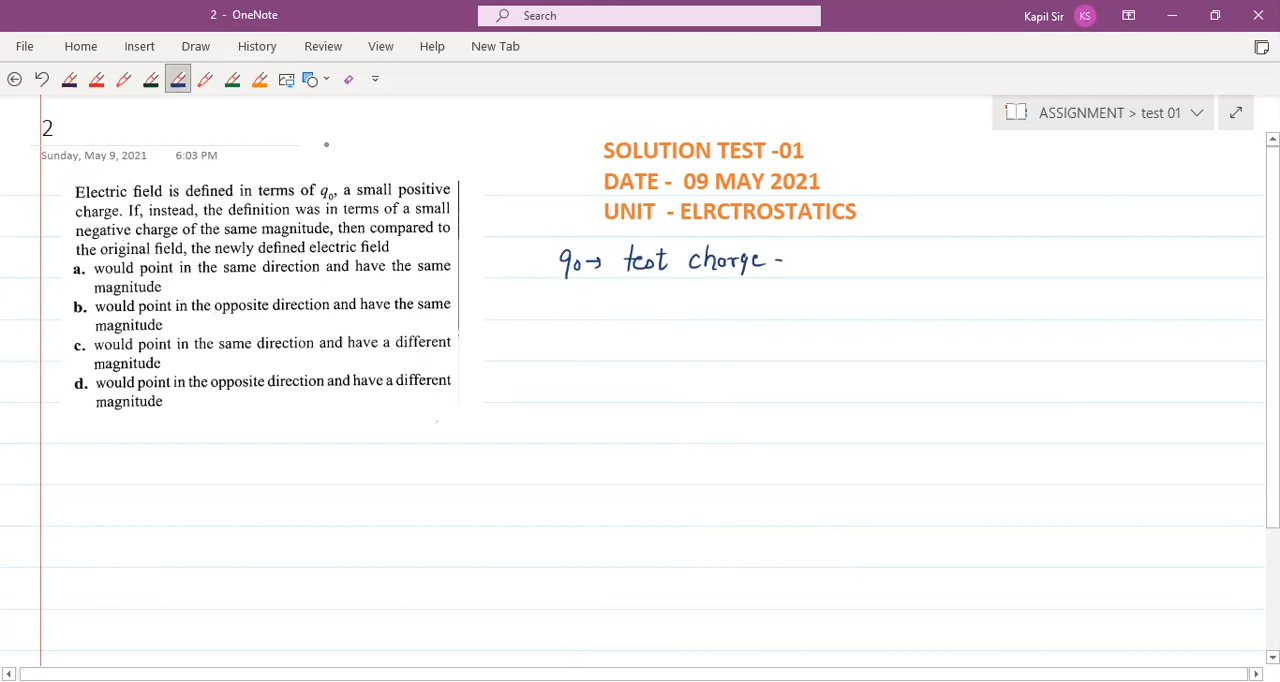 2 - OneNote
Search
Kapil Sir
KS
File
Home
Insert
Draw
History
Review
View
Help
New Tab
ASSIGNMENT > test 01
2
Sunday, May 9, 2021 6:03 PM
Electric field is defined in terms of q₀, a small positive
charge. If, instead, the definition was in terms of a small
negative charge of the same magnitude, then compared to
the original field, the newly defined electric field
a. would point in the same direction and have the same
magnitude
b. would point in the opposite direction and have the same
magnitude
c. would point in the same direction and have a different
magnitude
d. would point in the opposite direction and have a different
magnitude
SOLUTION TEST -01
DATE - 09 MAY 2021
UNIT - ELRCTROSTATICS
q₀→ test charge -